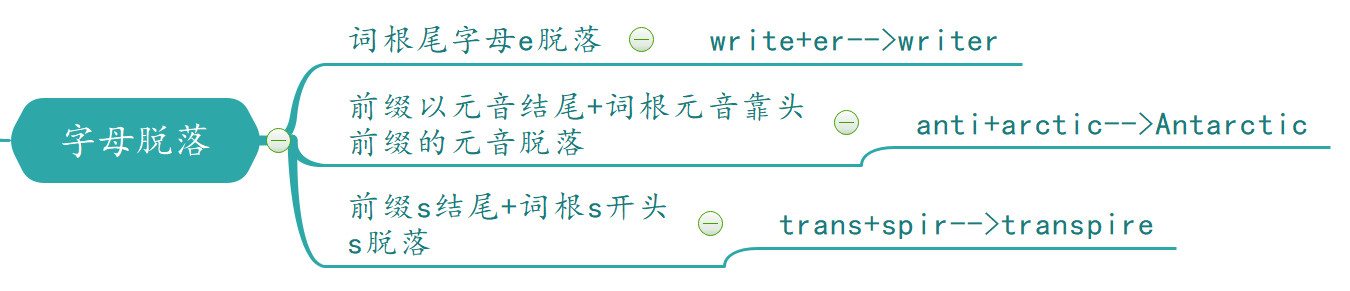 字母脱落
词根尾字母e脱落
write+er-->writer
前缀以元音结尾+词根元音靠头
前缀的元音脱落
anti+arctic-->Antarctic
前缀s结尾+词根s开头
s脱落
trans+spir-->transpire